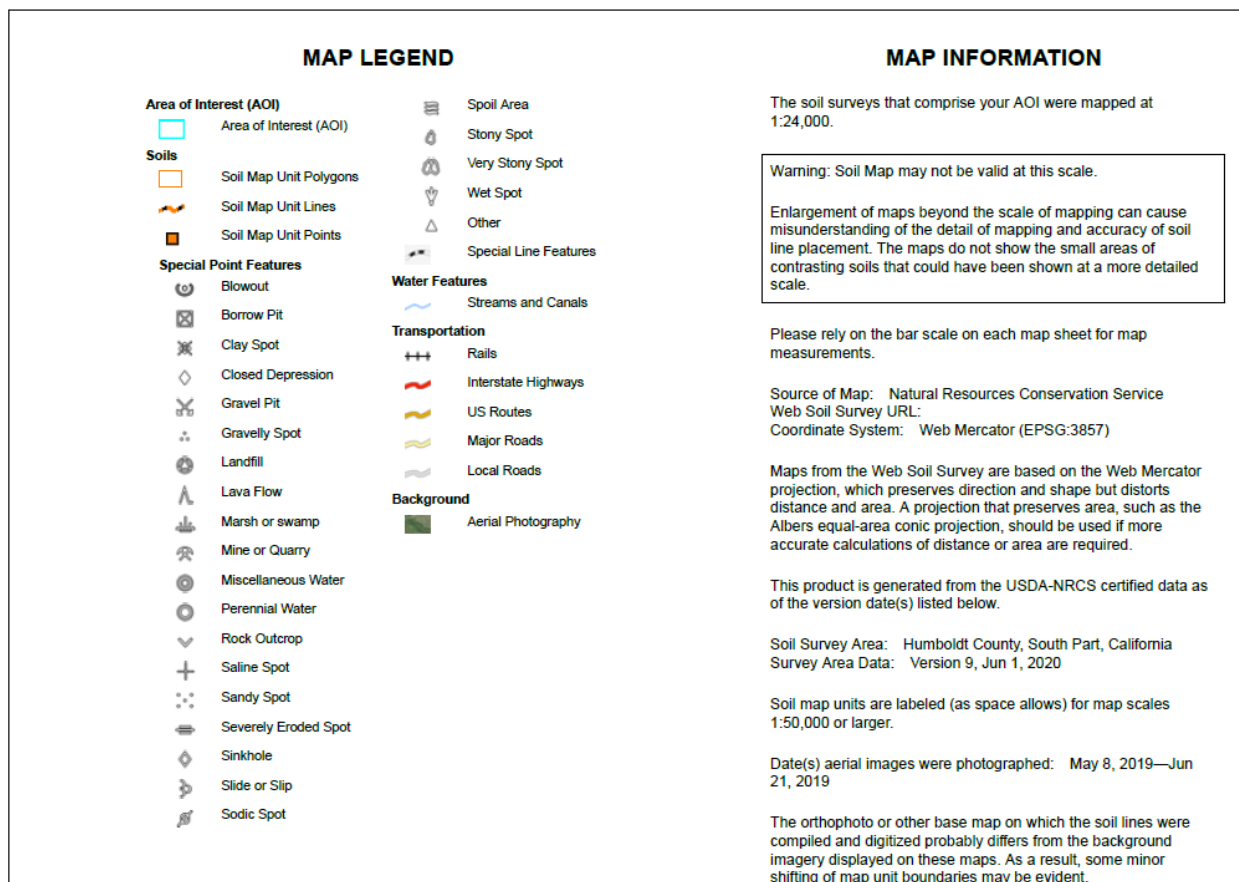 MAP LEGEND
Area of Interest (AOI)
Area of Interest (AOI)
Soils
Soil Map Unit Polygons
Soil Map Unit Lines
Soil Map Unit Points
Special Point Features
Blowout
Borrow Pit
Clay Spot
Closed Depression
Gravel Pit
Gravelly Spot
Landfill
Lava Flow
Marsh or swamp
Mine or Quarry
Miscellaneous Water
Perennial Water
Rock Outcrop
Saline Spot
Sandy Spot
Severely Eroded Spot
Sinkhole
Slide or Slip
Sodic Spot
Spoil Area
Stony Spot
Very Stony Spot
Wet Spot
Other
Special Line Features
Water Features
Streams and Canals
Transportation
Rails
Interstate Highways
US Routes
Major Roads
Local Roads
Background
Aerial Photography
MAP INFORMATION
The soil surveys that comprise your AOI were mapped at
1:24,000.
Warning: Soil Map may not be valid at this scale.
Enlargement of maps beyond the scale of mapping can cause
misunderstanding of the detail of mapping and accuracy of soil
line placement. The maps do not show the small areas of
contrasting soils that could have been shown at a more detailed
scale.
Please rely on the bar scale on each map sheet for map
measurements.
Source of Map: Natural Resources Conservation Service
Web Soil Survey URL:
Coordinate System: Web Mercator (EPSG:3857)
Maps from the Web Soil Survey are based on the Web Mercator
projection, which preserves direction and shape but distorts
distance and area. A projection that preserves area, such as the
Albers equal-area conic projection, should be used if more
accurate calculations of distance or area are required.
This product is generated from the USDA-NRCS certified data as
of the version date(s) listed below.
Soil Survey Area: Humboldt County, South Part, California
Survey Area Data: Version 9, Jun 1, 2020
Soil map units are labeled (as space allows) for map scales
1:50,000 or larger.
Date(s) aerial images were photographed: May 8, 2019—Jun
21, 2019
The orthophoto or other base map on which the soil lines were
compiled and digitized probably differs from the background
imagery displayed on these maps. As a result, some minor
shifting of map unit boundaries may be evident.